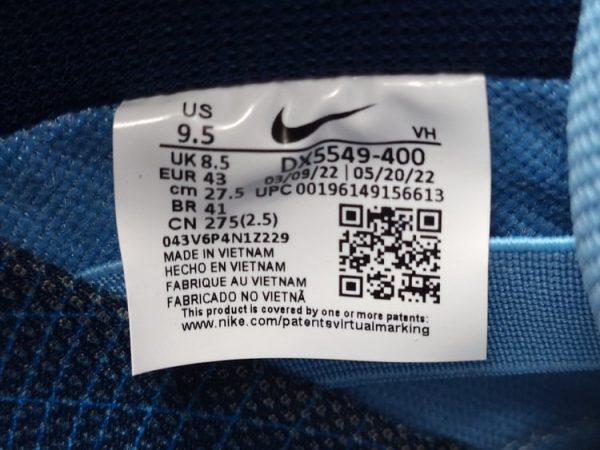 US
9.5
VH
UK 8.5
DX5549-400
EUR 43
03/09/22 | 05/20/22
cm 27.5
UPC 00196149156613
BR 41
CN 275(2.5)
043V6P4N1Z229
MADE IN VIETNAM
HECHO EN VIETNAM
FABRIQUE AU VIETNAM
FABRICADO NO VIETNÃ
This product is covered by one or more patents:
www.nike.com/patentsvirtualmarking